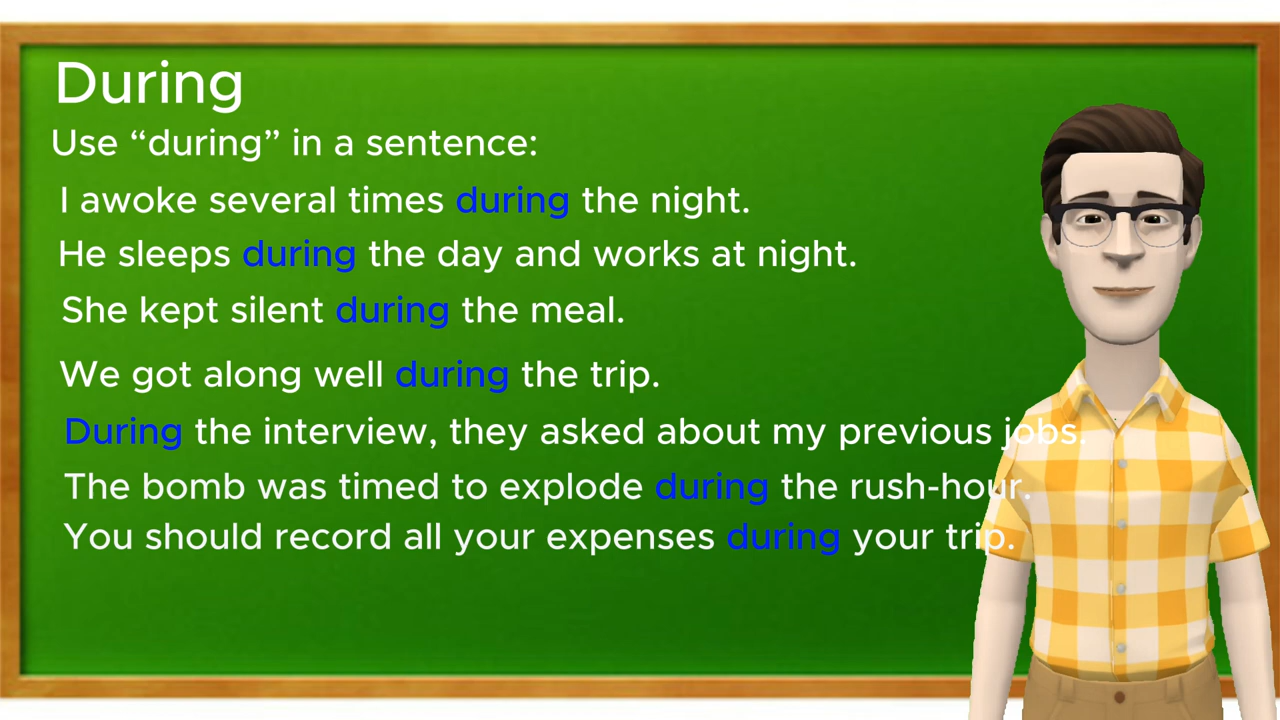 During
Use “during” in a sentence:
I awoke several times during the night.
He sleeps during the day and works at night.
She kept silent during the meal.
We got along well during the trip.
During the interview, they asked about my previous jobs.
The bomb was timed to explode during the rush-hour.
You should record all your expenses during your trip.